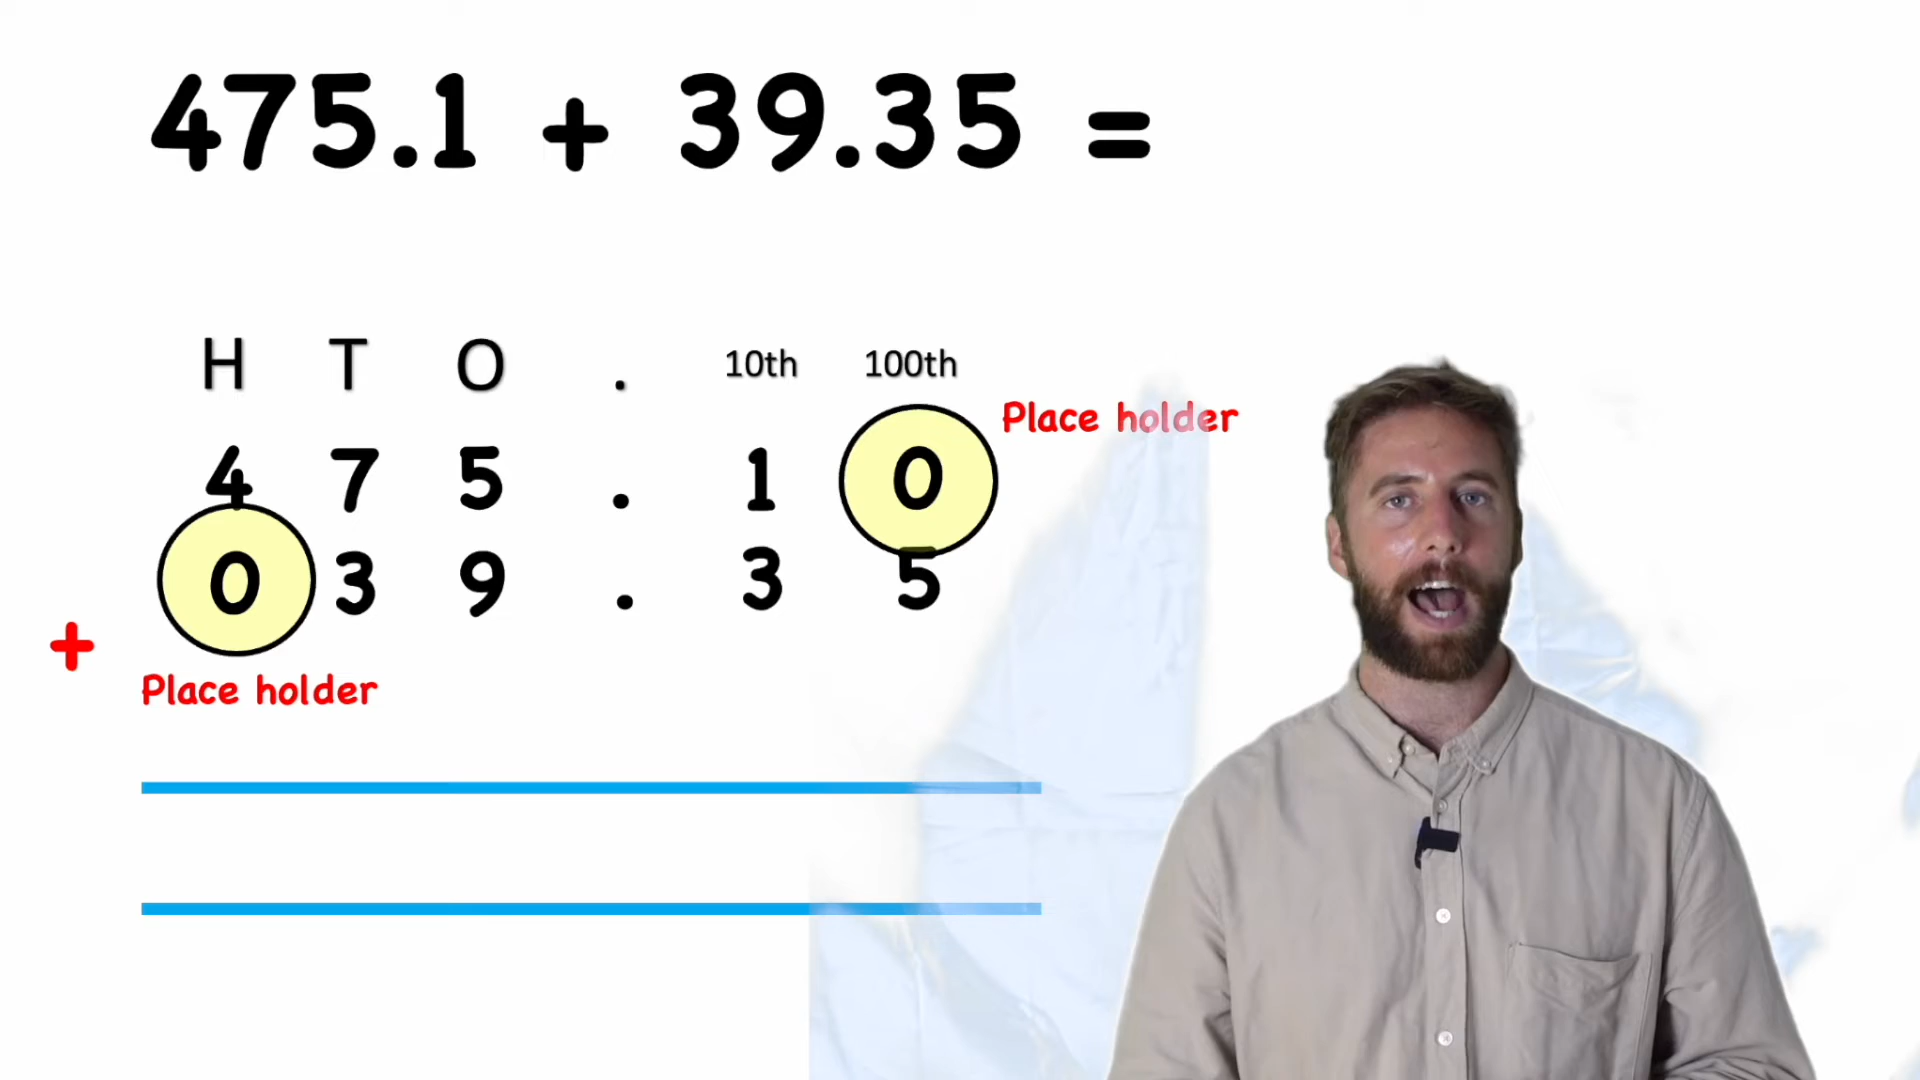 475.1 + 39.35 =
H T O . 10th 100th
Place holder
4 7 5 . 1 0
0 3 9 . 3 5
+
Place holder